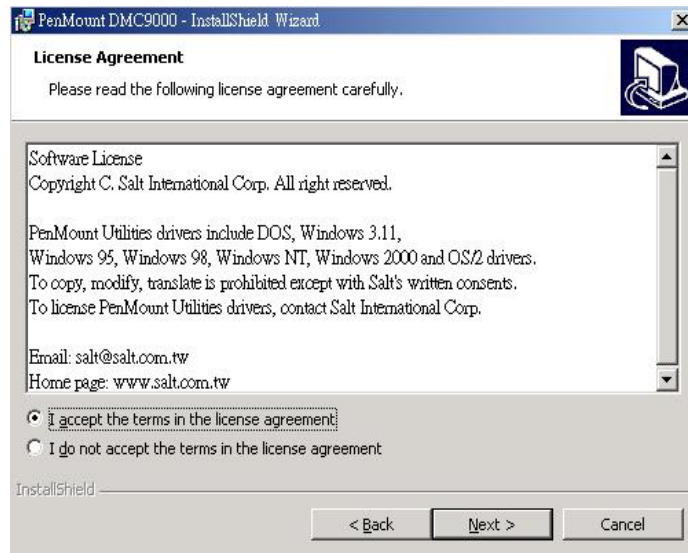 PenMount DMC9000 - InstallShield Wizard
License Agreement
Please read the following license agreement carefully.
Software License
Copyright C. Salt International Corp. All right reserved.
PenMount Utilities drivers include DOS, Windows 3.11,
Windows 95, Windows 98, Windows NT, Windows 2000 and OS/2 drivers.
To copy, modify, translate is prohibited except with Salt's written consents.
To license PenMount Utilities drivers, contact Salt International Corp.
Email: salt@salt.com.tw
Home page: www.salt.com.tw
I accept the terms in the license agreement
I do not accept the terms in the license agreement
InstallShield
< Back Next > Cancel